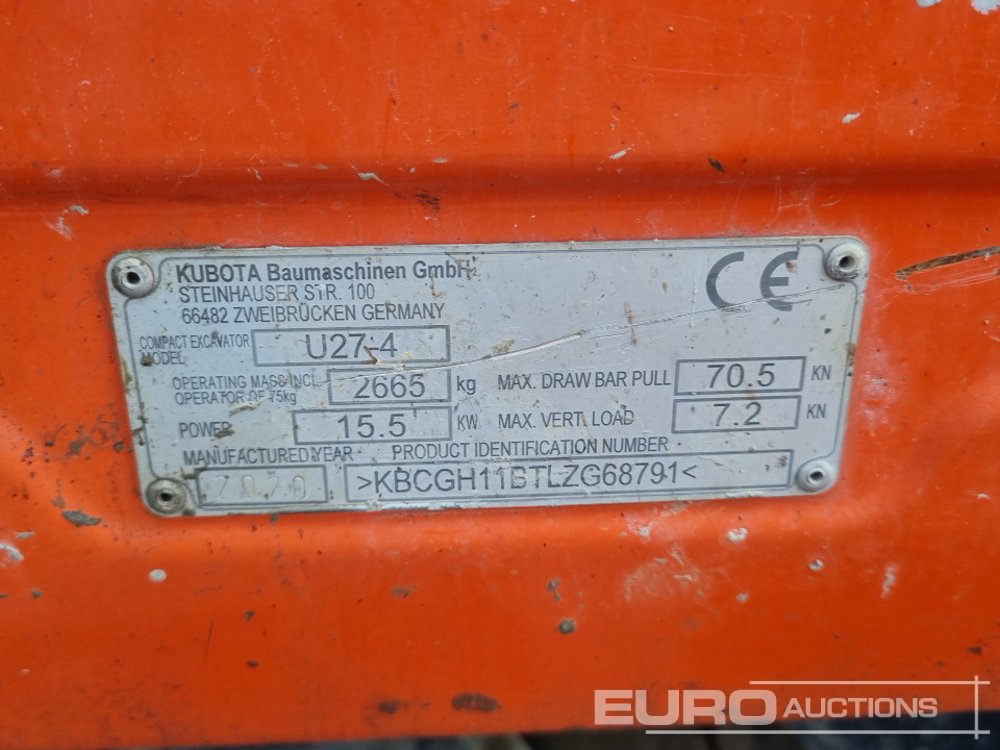 KUBOTA Baumaschinen GmbH
STEINHAUSER STR. 100
66482 ZWEIBRÜCKEN GERMANY
CE
COMPACT EXCAVATOR
MODEL U27-4
OPERATING MASS INCL.
OPERATOR OF 75kg 2665 kg MAX. DRAW BAR PULL 70.5 KN
POWER 15.5 KW MAX. VERT. LOAD 7.2 KN
MANUFACTURED YEAR PRODUCT IDENTIFICATION NUMBER
2020 >KBCGH11BTLZG68791<
EURO AUCTIONS